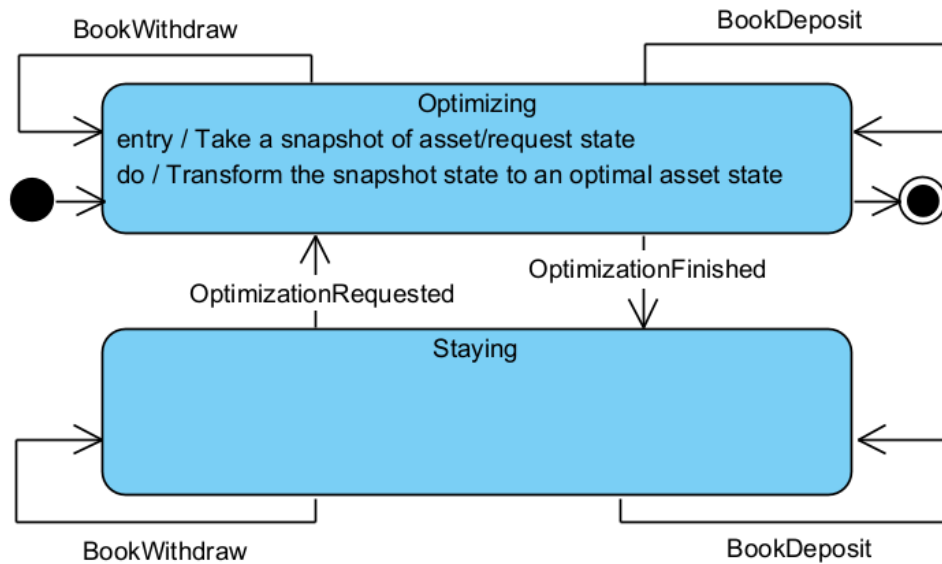 BookWithdraw
BookDeposit
Optimizing
entry / Take a snapshot of asset/request state
do / Transform the snapshot state to an optimal asset state
OptimizationRequested
OptimizationFinished
Staying
BookWithdraw
BookDeposit